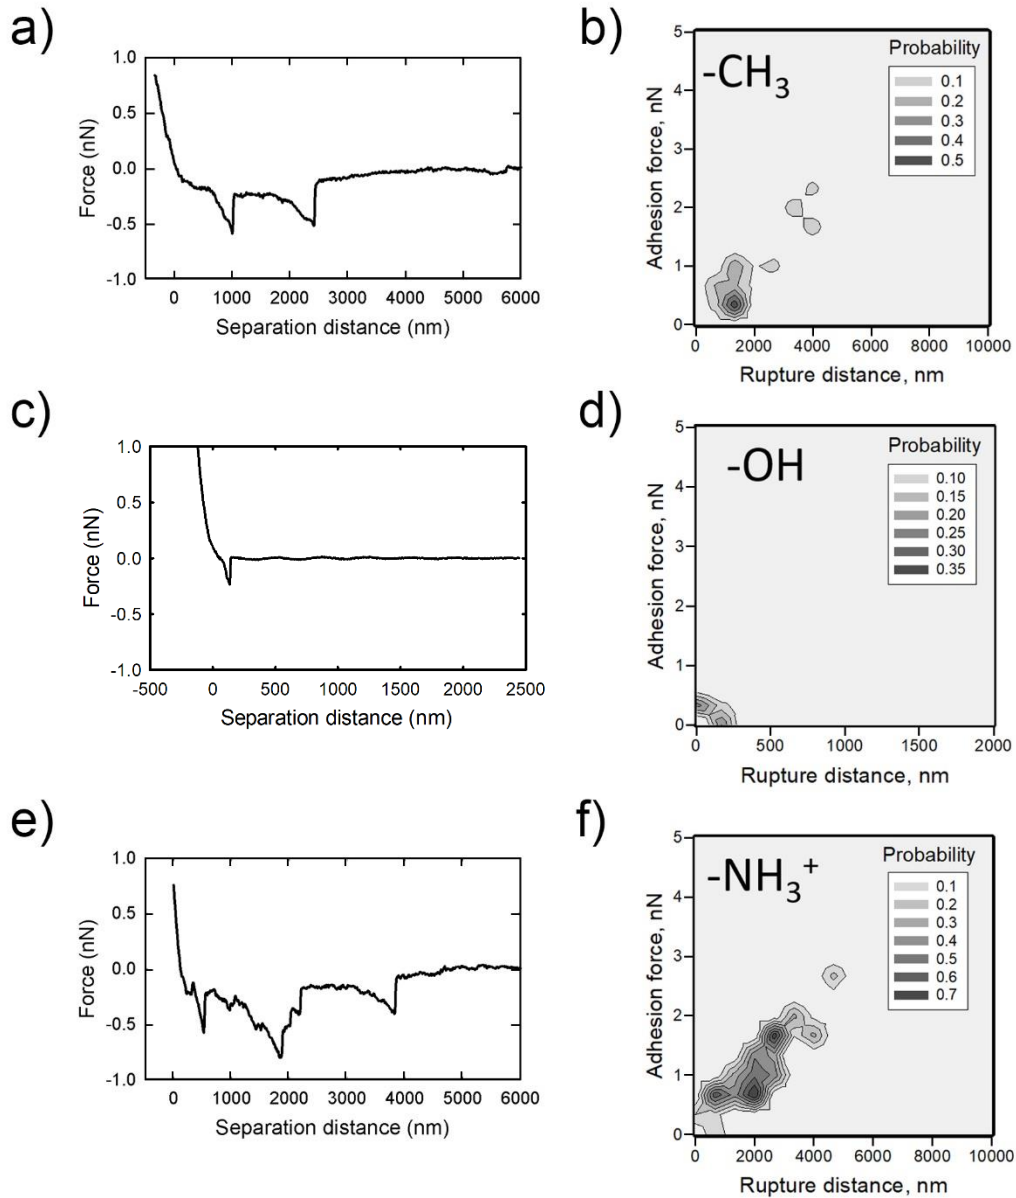 a)
1.0
0.5
0.0
-0.5
-1.0
Force (nN)
0 1000 2000 3000 4000 5000 6000
Separation distance (nm)
b)
-CH₃
Probability
0.1
0.2
0.3
0.4
0.5
5
4
3
2
1
0
Adhesion force, nN
0 2000 4000 6000 8000 10000
Rupture distance, nm
c)
1.0
0.5
0.0
-0.5
-1.0
Force (nN)
-500 0 500 1000 1500 2000 2500
Separation distance (nm)
d)
-OH
Probability
0.10
0.15
0.20
0.25
0.30
0.35
5
4
3
2
1
0
Adhesion force, nN
0 500 1000 1500 2000
Rupture distance, nm
e)
1.0
0.5
0.0
-0.5
-1.0
Force (nN)
0 1000 2000 3000 4000 5000 6000
Separation distance (nm)
f)
-NH₃⁺
Probability
0.1
0.2
0.3
0.4
0.5
0.6
0.7
5
4
3
2
1
0
Adhesion force, nN
0 2000 4000 6000 8000 10000
Rupture distance, nm